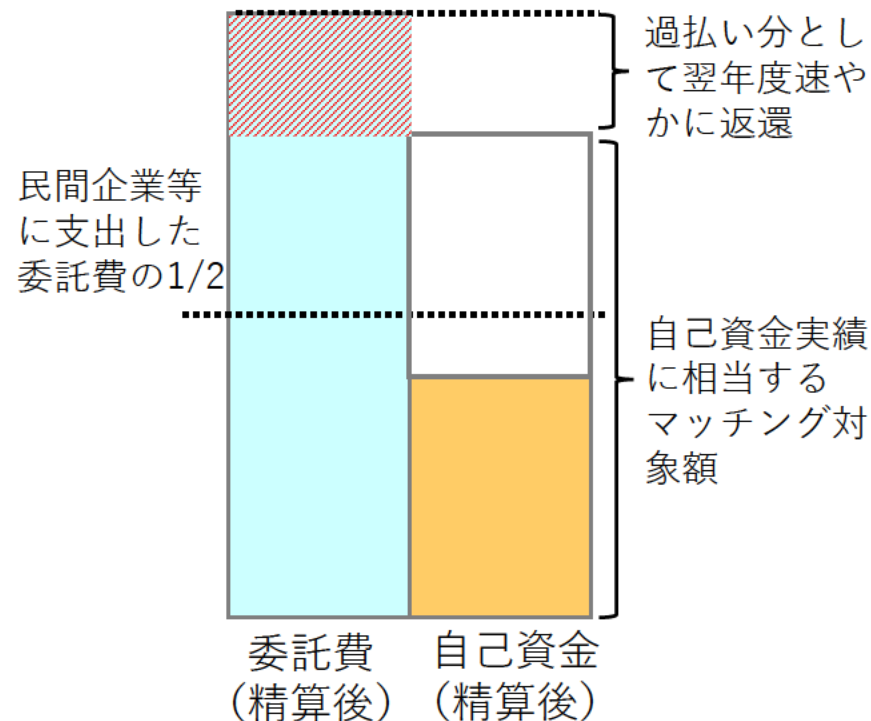 過払い分とし
て翌年度速や
かに返還
民間企業等
に支出した
委託費の1/2
自己資金実績
に相当する
マッチング対
象額
委託費
（精算後）
自己資金
（精算後）